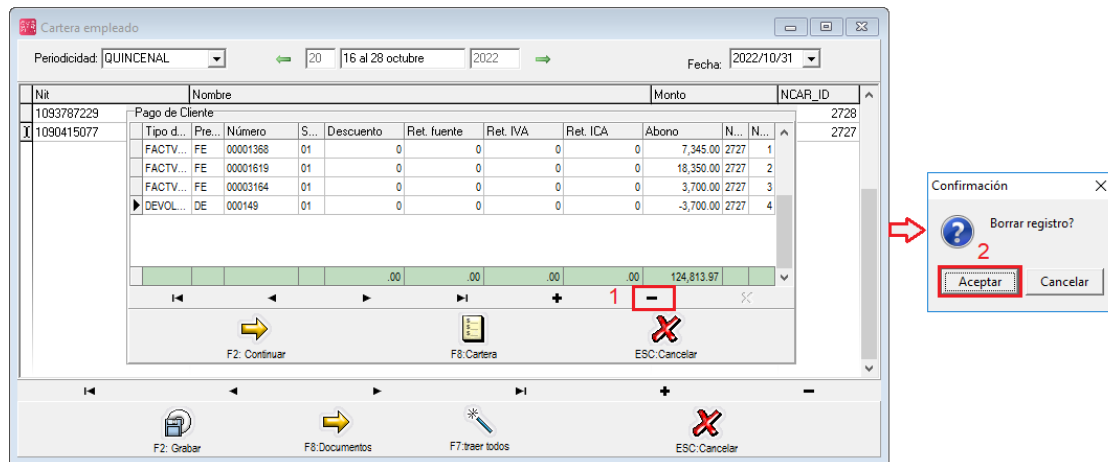 Cartera empleado
Periodicidad: QUINCENAL 20 16 al 28 octubre 2022 Fecha: 2022/10/31
Nit Nombre Monto NCAR_ID
1093787229 2728
1090415077 2727
Pago de Cliente
Tipo d... Pre... Número S... Descuento Ret. fuente Ret. IVA Ret. ICA Abono N... N...
FACTV... FE 00001368 01 0 0 0 0 7,345.00 2727 1
FACTV... FE 00001619 01 0 0 0 0 18,350.00 2727 2
FACTV... FE 00003164 01 0 0 0 0 3,700.00 2727 3
DEVOL... DE 000149 01 0 0 0 0 -3,700.00 2727 4
.00 .00 .00 .00 124,813.97
1
F2: Continuar F8:Cartera ESC:Cancelar
F2: Grabar F8:Documentos F7:traer todos ESC:Cancelar
Confirmación
Borrar registro?
2
Aceptar Cancelar